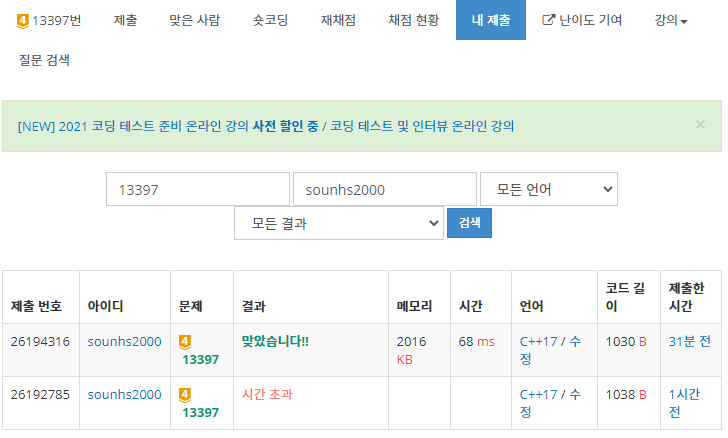 4 13397번 제출 맞은 사람 숏코딩 재채점 채점 현황 내 제출 난이도 기여 강의
질문 검색
[NEW] 2021 코딩 테스트 준비 온라인 강의 사전 할인 중 / 코딩 테스트 및 인터뷰 온라인 강의 ×
13397 sounhs2000 모든 언어
모든 결과 검색
제출 번호 아이디 문제 결과 메모리 시간 언어 코드 길이 제출한 시간
26194316 sounhs2000 4 13397 맞았습니다!! 2016 KB 68 ms C++17 / 수정 1030 B 31분 전
26192785 sounhs2000 4 13397 시간 초과 C++17 / 수정 1038 B 1시간 전